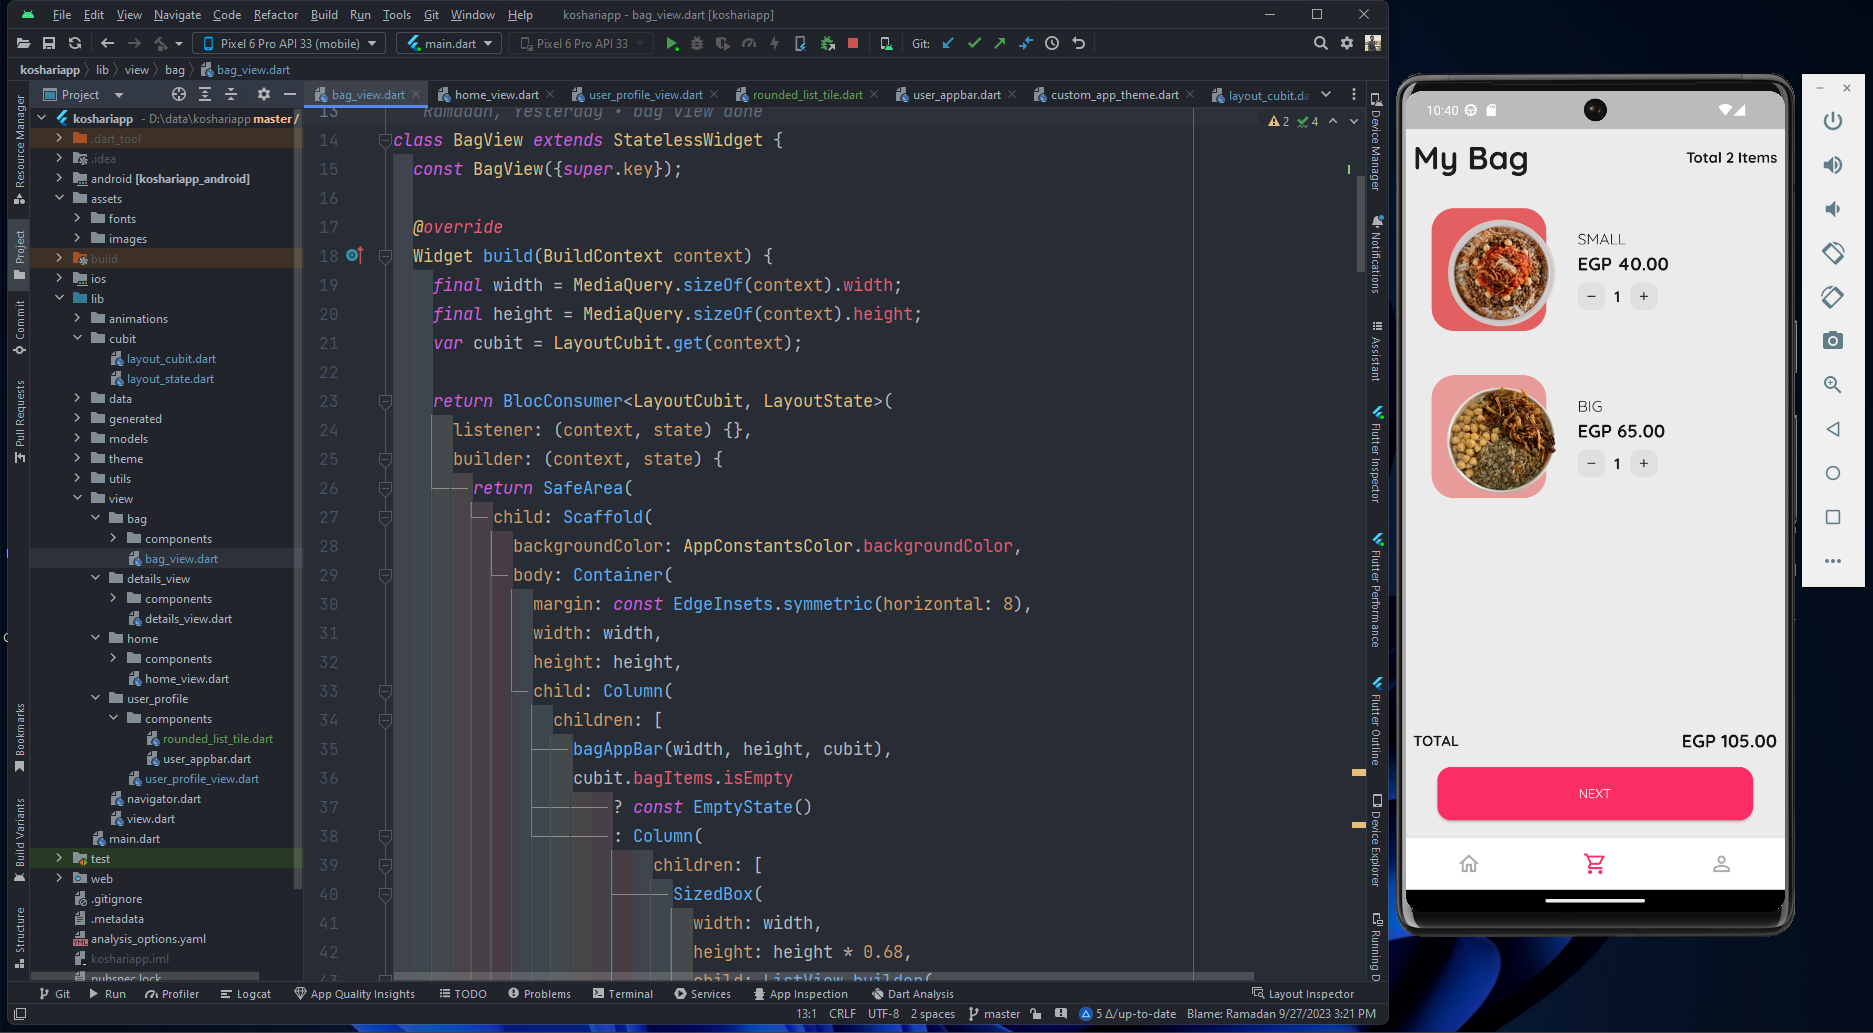 File Edit View Navigate Code Refactor Build Run Tools Git Window Help koshariapp - bag_view.dart [koshariapp]
Pixel 6 Pro API 33 (mobile) main.dart Pixel 6 Pro API 33 Git:
koshariapp lib view bag bag_view.dart
Project bag_view.dart home_view.dart user_profile_view.dart rounded_list_tile.dart user_appbar.dart custom_app_theme.dart layout_cubit.da
Resource Manager
Project
Commit
Pull Requests
Bookmarks
Build Variants
Structure
koshariapp - D:\data\koshariapp master /
.dart_tool
.idea
android [koshariapp_android]
assets
fonts
images
build
ios
lib
animations
cubit
layout_cubit.dart
layout_state.dart
data
generated
models
theme
utils
view
bag
components
bag_view.dart
details_view
components
details_view.dart
home
components
home_view.dart
user_profile
components
rounded_list_tile.dart
user_appbar.dart
user_profile_view.dart
navigator.dart
view.dart
main.dart
test
web
.gitignore
.metadata
analysis_options.yaml
koshariapp.iml
pubspec.lock
2 4
13 Ramadan, Yesterday • bag view done
14 class BagView extends StatelessWidget {
15 const BagView({super.key});
16
17 @override
18 Widget build(BuildContext context) {
19 final width = MediaQuery.sizeOf(context).width;
20 final height = MediaQuery.sizeOf(context).height;
21 var cubit = LayoutCubit.get(context);
22
23 return BlocConsumer<LayoutCubit, LayoutState>(
24 listener: (context, state) {},
25 builder: (context, state) {
26 return SafeArea(
27 child: Scaffold(
28 backgroundColor: AppConstantsColor.backgroundColor,
29 body: Container(
30 margin: const EdgeInsets.symmetric(horizontal: 8),
31 width: width,
32 height: height,
33 child: Column(
34 children: [
35 bagAppBar(width, height, cubit),
36 cubit.bagItems.isEmpty
37 ? const EmptyState()
38 : Column(
39 children: [
40 SizedBox(
41 width: width,
42 height: height * 0.68,
43 child: ListView.builder(
Device Manager
Notifications
Assistant
Flutter Inspector
Flutter Performance
Flutter Outline
Device Explorer
Running D
Git Run Profiler Logcat App Quality Insights TODO Problems Terminal Services App Inspection Dart Analysis Layout Inspector
13:1 CRLF UTF-8 2 spaces master 5 Δ/up-to-date Blame: Ramadan 9/27/2023 3:21 PM
10:40
My Bag Total 2 Items
SMALL
EGP 40.00
− 1 +
BIG
EGP 65.00
− 1 +
TOTAL EGP 105.00
NEXT